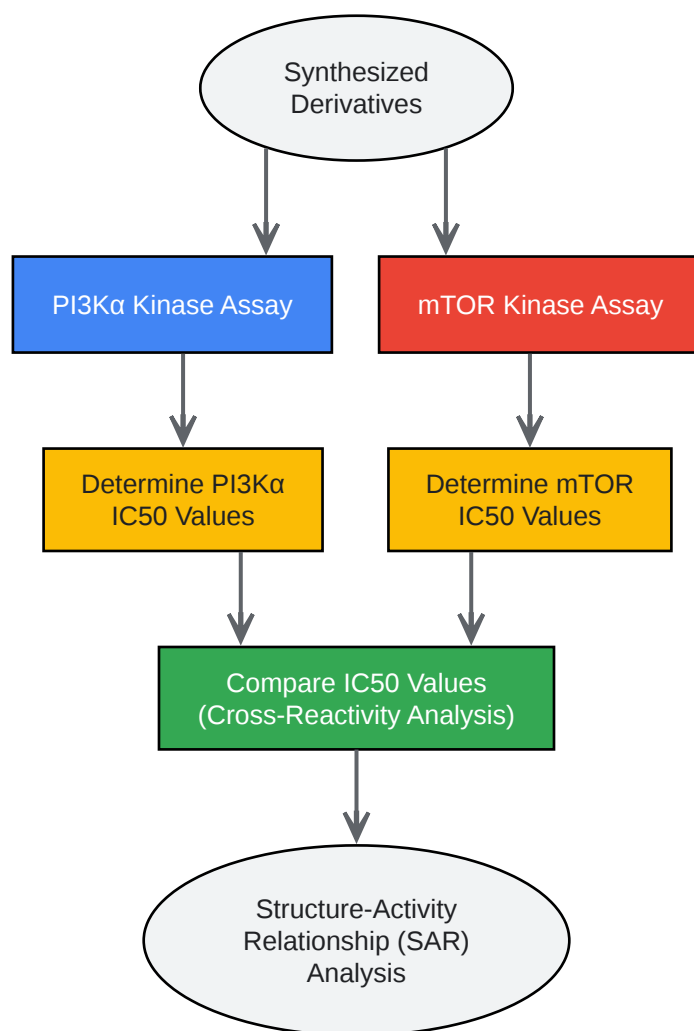 Synthesized
Derivatives
PI3Kα Kinase Assay
mTOR Kinase Assay
Determine PI3Kα
IC50 Values
Determine mTOR
IC50 Values
Compare IC50 Values
(Cross-Reactivity Analysis)
Structure-Activity
Relationship (SAR)
Analysis